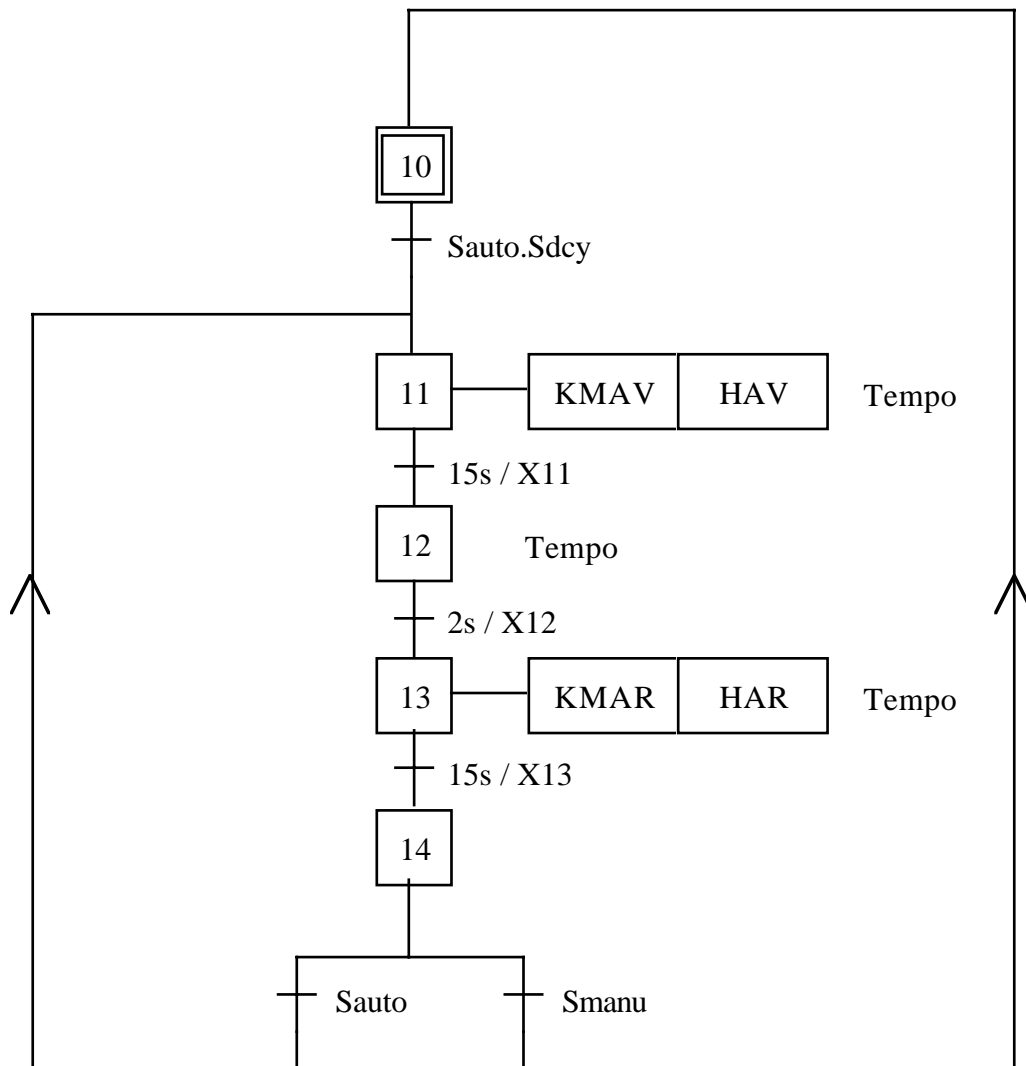 10
Sauto.Sdcy
11 KMAV HAV Tempo
15s / X11
12 Tempo
2s / X12
13 KMAR HAR Tempo
15s / X13
14
Sauto Smanu